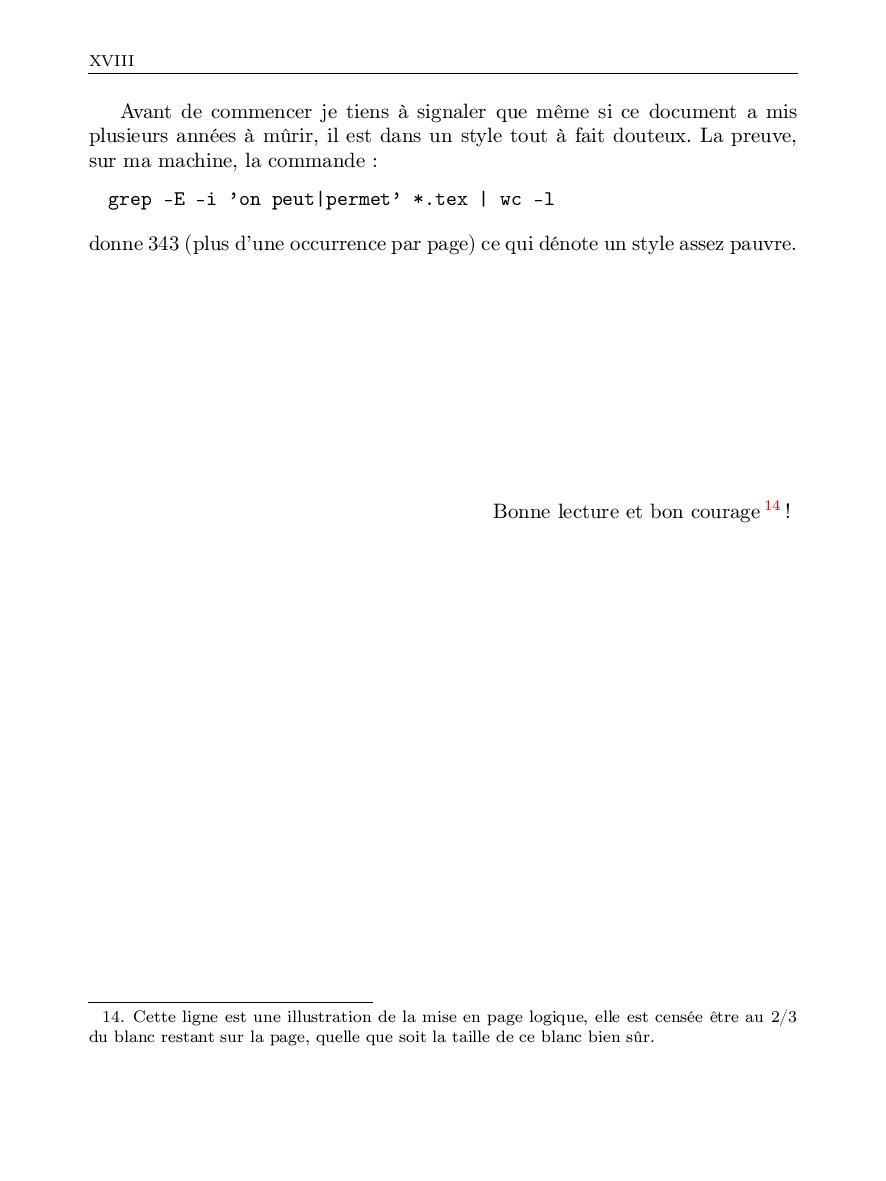 XVIII
Avant de commencer je tiens à signaler que même si ce document a mis
plusieurs années à mûrir, il est dans un style tout à fait douteux. La preuve,
sur ma machine, la commande :
grep -E -i ’on peut|permet’ *.tex | wc -l
donne 343 (plus d’une occurrence par page) ce qui dénote un style assez pauvre.
Bonne lecture et bon courage 14 !
14. Cette ligne est une illustration de la mise en page logique, elle est censée être au 2/3
du blanc restant sur la page, quelle que soit la taille de ce blanc bien sûr.